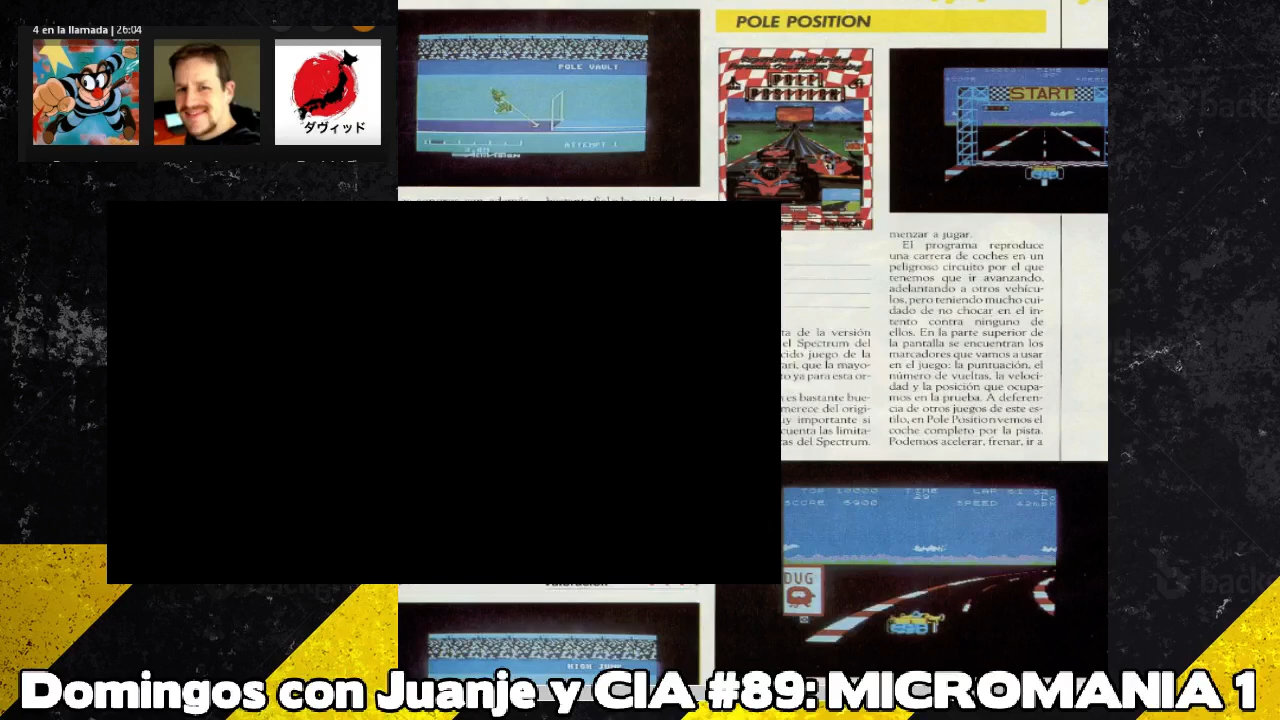 4 en la llamada | 26:04
ダヴィッド
POLE VAULT
ATTEMPT 1
POLE POSITION
POLE
POSITION
START
menzar a jugar.
El programa reproduce
una carrera de coches en un
peligroso circuito por el que
tenemos que ir avanzando,
adelantando a otros vehícu-
los, pero teniendo mucho cui-
dado de no chocar en el in-
tento contra ninguno de
ellos. En la parte superior de
la pantalla se encuentran los
marcadores que vamos a usar
en el juego: la puntuación, el
número de vueltas, la veloci-
dad y la posición que ocupa-
mos en la prueba. A deferen-
cia de otros juegos de este es-
tilo, en Pole Position vemos el
coche completo por la pista.
Podemos acelerar, frenar, ir a
ta de la versión
el Spectrum del
cido juego de la
ari, que la mayo-
to ya para esta or-
n es bastante bue-
merece del origi-
uy importante si
cuenta las limita-
as del Spectrum.
TOP 10000 TIME LAP
SCORE 6900 SPEED
DUG
HIGH JUMP
Domingos con Juanje y CIA #89: MICROMANIA 1